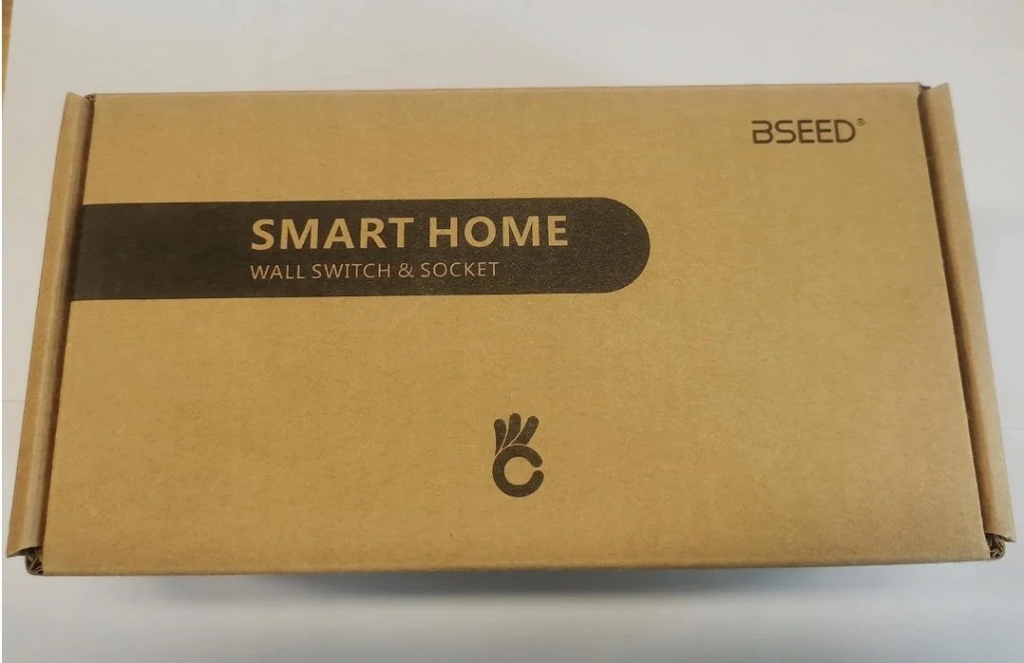 BSEED®
SMART HOME
WALL SWITCH & SOCKET